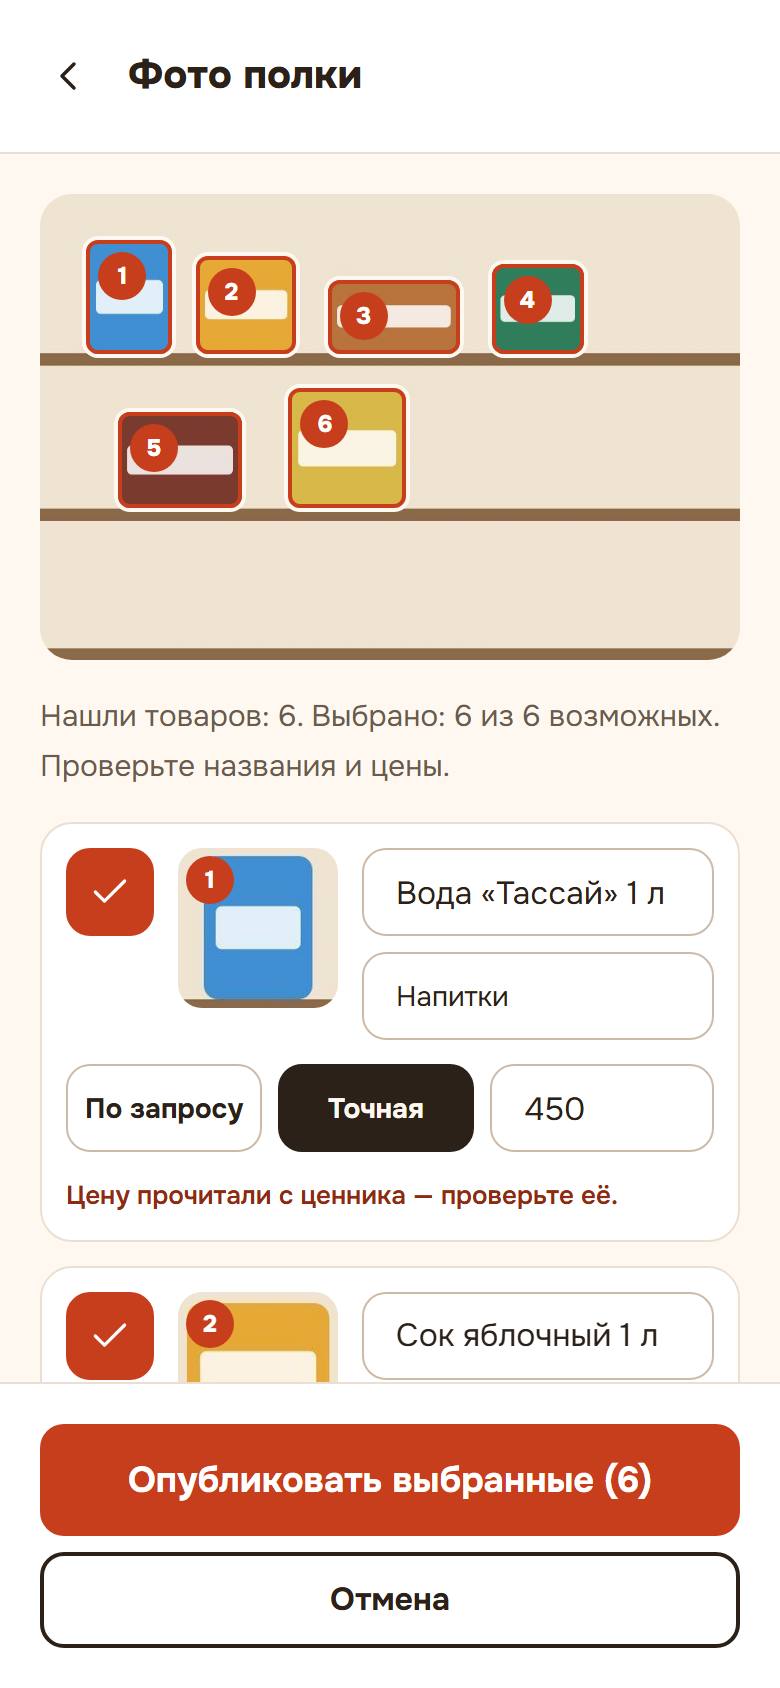 Фото полки
1
2
3
4
5
6
Нашли товаров: 6. Выбрано: 6 из 6 возможных.
Проверьте названия и цены.
1
Вода «Тассай» 1 л
Напитки
По запросу
Точная
450
Цену прочитали с ценника — проверьте её.
2
Сок яблочный 1 л
Опубликовать выбранные (6)
Отмена